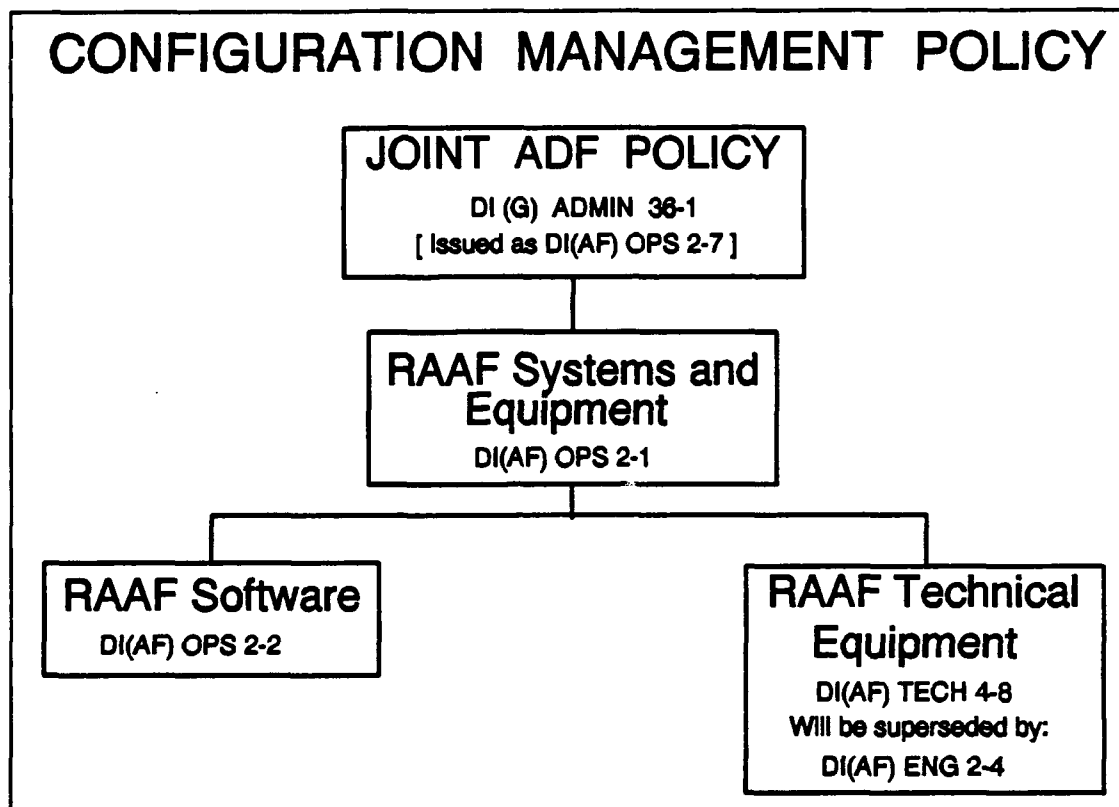 CONFIGURATION MANAGEMENT POLICY
JOINT ADF POLICY
DI (G) ADMIN 36-1
[ Issued as DI(AF) OPS 2-7 ]
RAAF Systems and
Equipment
DI(AF) OPS 2-1
RAAF Software
DI(AF) OPS 2-2
RAAF Technical
Equipment
DI(AF) TECH 4-8
Will be superseded by:
DI(AF) ENG 2-4